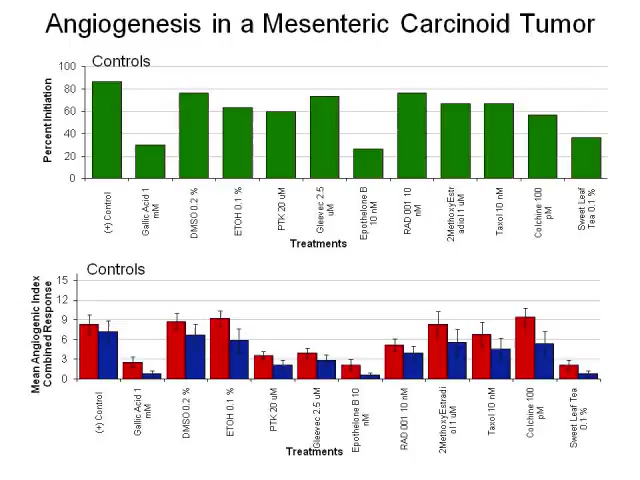 Angiogenesis in a Mesenteric Carcinoid Tumor
Controls
Percent Initiation
100
80
60
40
20
0
(+) Control
Gallic Acid 1
mM
DMSO 0.2 %
ETOH 0.1 %
PTK 20 uM
Gleevec 2.5
uM
Epothelone B
10 nM
RAD 001 10
nM
2MethoxyEstr
adiol 1 uM
Taxol 10 nM
Colchine 100
pM
Sweet Leaf
Tea 0.1 %
Treatments
Controls
Mean Angiogenic Index
Combined Response
15
12
9
6
3
0
(+) Control
Gallic Acid 1
mM
DMSO 0.2 %
ETOH 0.1 %
PTK 20 uM
Gleevec 2.5 uM
Epothelone B 10
nM
RAD 001 10 nM
2MethoxyEstradi
ol 1 uM
Taxol 10 nM
Colchine 100
pM
Sweet Leaf Tea
0.1 %
Treatments